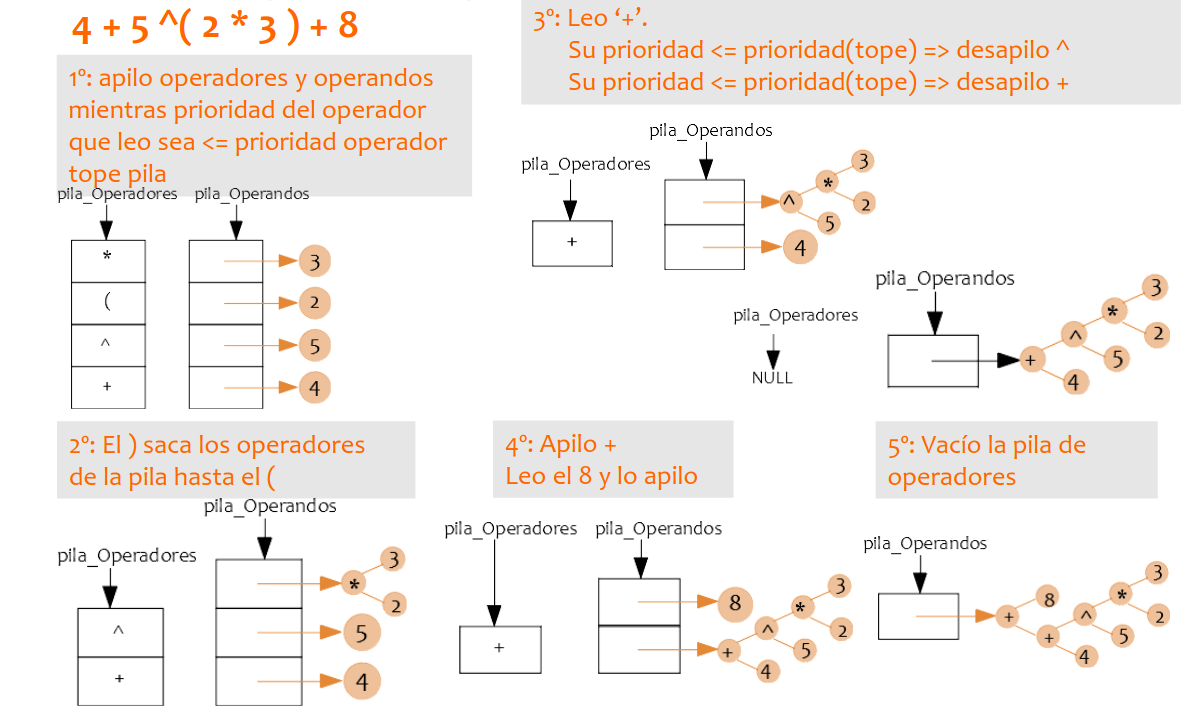 4 + 5 ^( 2 * 3 ) + 8
1º: apilo operadores y operandos
mientras prioridad del operador
que leo sea <= prioridad operador
tope pila
pila_Operadores pila_Operandos
*
(
^
+
3
2
5
4
2º: El ) saca los operadores
de la pila hasta el (
pila_Operandos
pila_Operadores
^
+
3
*
2
5
4
3º: Leo ‘+’.
Su prioridad <= prioridad(tope) => desapilo ^
Su prioridad <= prioridad(tope) => desapilo +
pila_Operandos
pila_Operadores
+
3
*
^
2
5
4
pila_Operandos
pila_Operadores
NULL
3
*
2
^
+
5
4
4º: Apilo +
Leo el 8 y lo apilo
pila_Operadores pila_Operandos
+
8
3
*
^
2
+
5
4
5º: Vacío la pila de
operadores
pila_Operandos
3
8
*
+
^
2
+
5
4